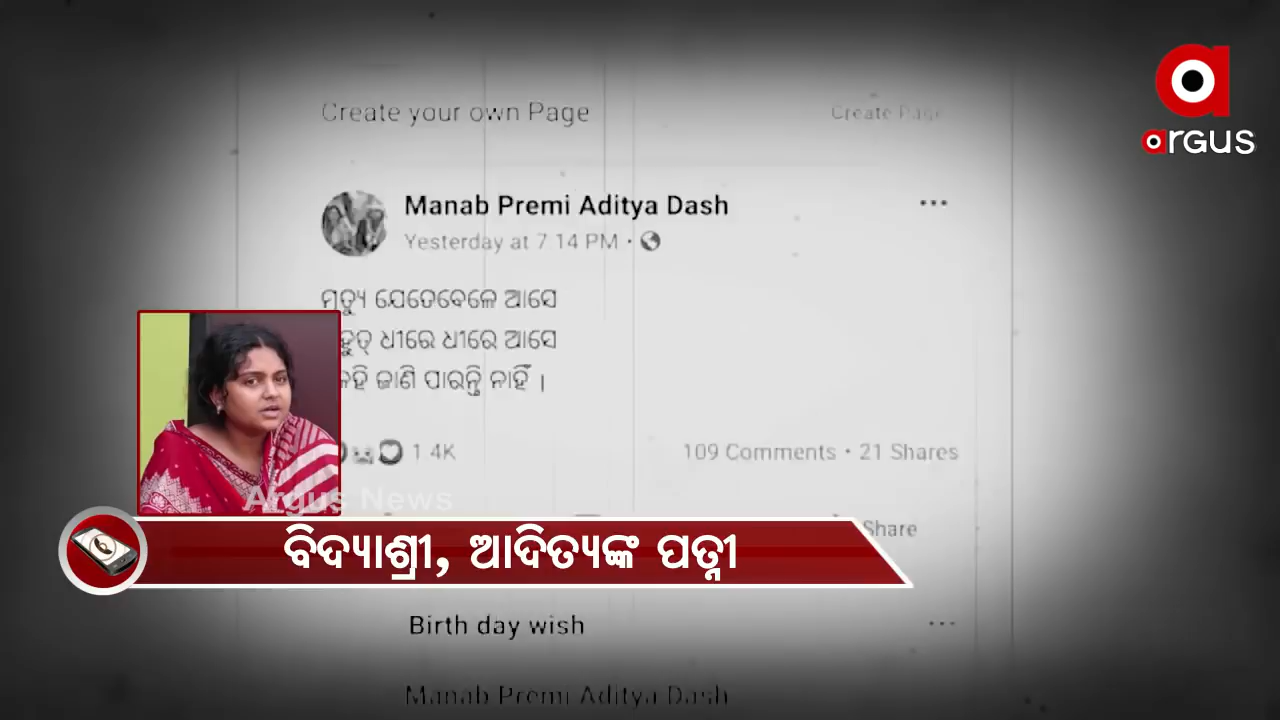 Create your own Page
Create Page
argus
Manab Premi Aditya Dash
Yesterday at 7 14 PM ·
ମୃତ୍ୟୁ ଯେତେବେଳେ ଆସେ
ଧୀରେ ଧୀରେ ଆସେ
ଜାଣି ପାରନ୍ତି ନାହିଁ ।
1 4K
109 Comments · 21 Shares
Argus News
Share
ବିଦ୍ୟାଶ୍ରୀ, ଆଦିତ୍ୟଙ୍କ ପତ୍ନୀ
Birth day wish
Manab Premi Aditya Dash